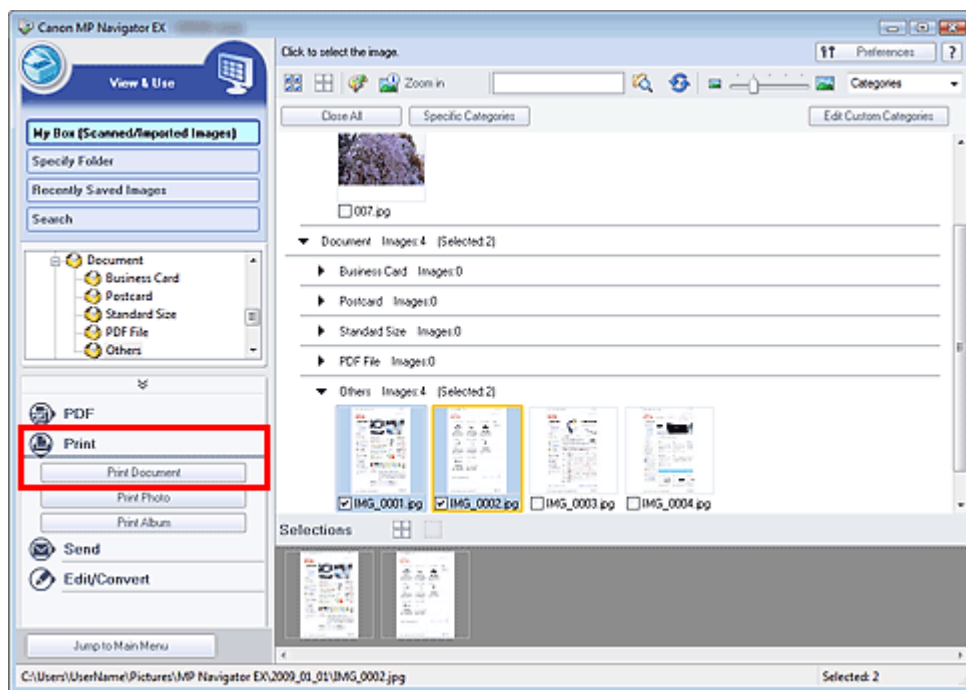 Canon MP Navigator EX
View & Use
My Box (Scanned/Imported Images)
Specify Folder
Recently Saved Images
Search
Document
Business Card
Postcard
Standard Size
PDF File
Others
PDF
Print
Print Document
Print Photo
Print Album
Send
Edit/Convert
Jump to Main Menu
Click to select the image.
Preferences
?
Zoom in
Categories
Close All
Specific Categories
Edit Custom Categories
007.jpg
Document Images:4 (Selected:2)
Business Card Images:0
Postcard Images:0
Standard Size Images:0
PDF File Images:0
Others Images:4 (Selected:2)
IMG_0001.jpg IMG_0002.jpg IMG_0003.jpg IMG_0004.jpg
Selections
C:\Users\UserName\Pictures\MP Navigator EX\2009_01_01\IMG_0002.jpg
Selected: 2